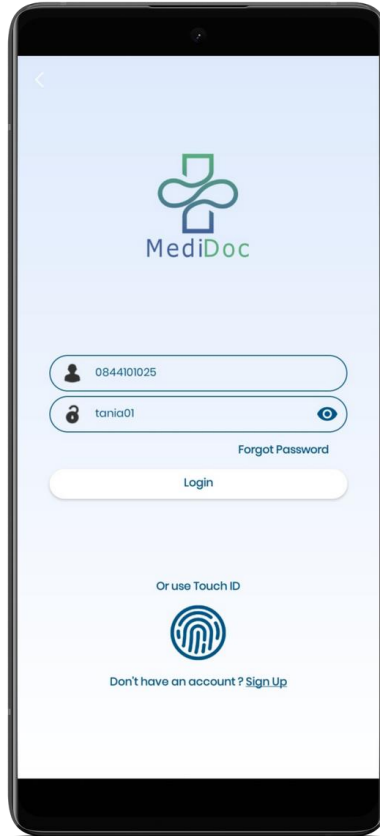 MediDoc
0844101025
tania01
Forgot Password
Login
Or use Touch ID
Don't have an account ? Sign Up